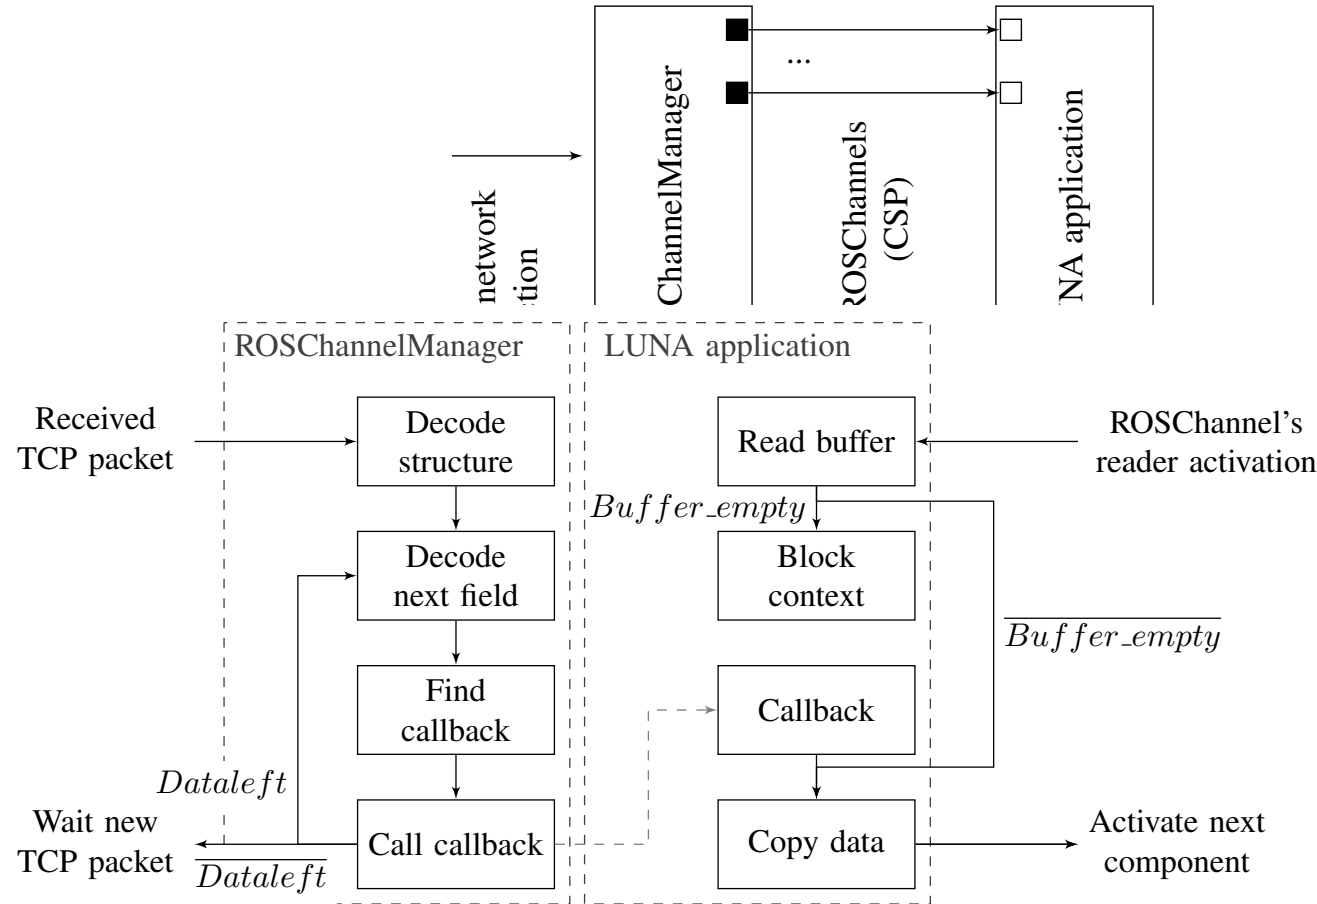 ...
ChannelManager
ROSChannels
(CSP)
NA application
network
tion
ROSChannelManager
LUNA application
Received
TCP packet
Decode
structure
Read buffer
ROSChannel's
reader activation
Buffer_empty
Decode
next field
Block
context
Buffer_empty
Find
callback
Callback
Dataleft
Wait new
TCP packet
Call callback
Copy data
Activate next
component
Dataleft